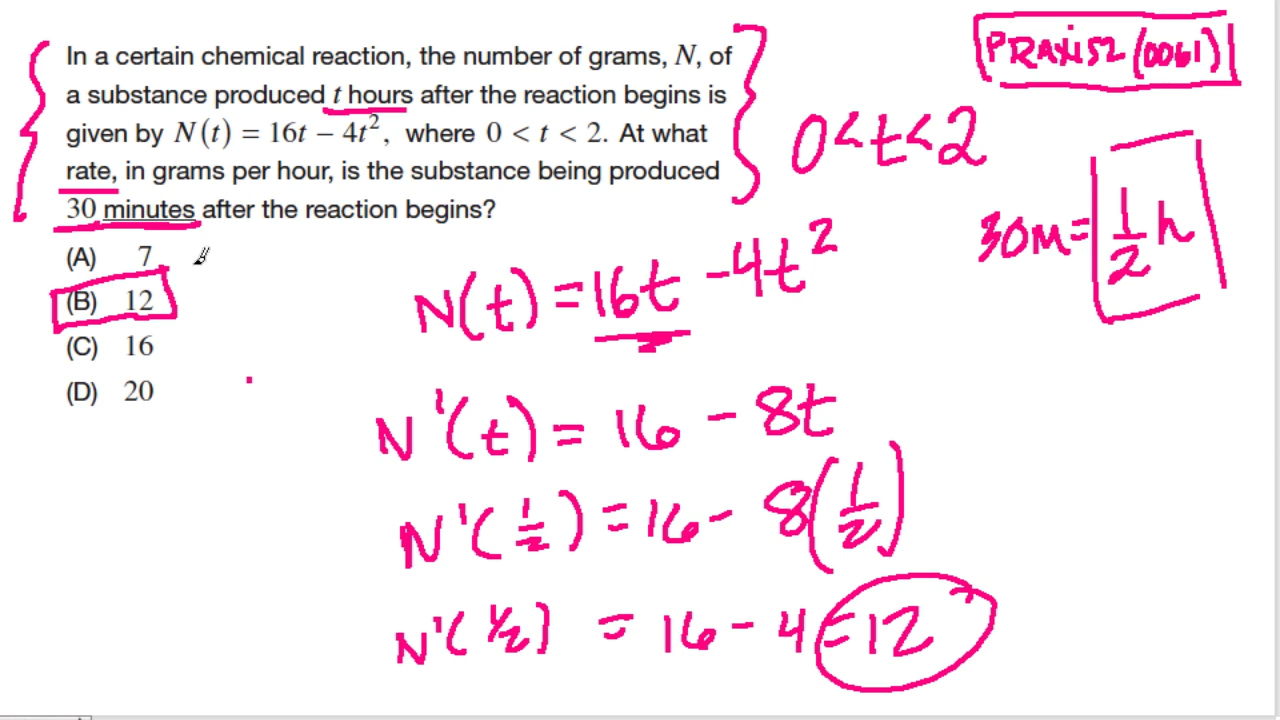 In a certain chemical reaction, the number of grams, N, of
a substance produced t hours after the reaction begins is
given by N(t) = 16t − 4t², where 0 < t < 2. At what
rate, in grams per hour, is the substance being produced
30 minutes after the reaction begins?
(A) 7
(B) 12
(C) 16
(D) 20
PRAXIS2 (0061)
0<t<2
30M= 1/2 h
N(t) = 16t - 4t²
N'(t) = 16 - 8t
N'(1/2) = 16 - 8(1/2)
N'(1/2) = 16 - 4 = 12